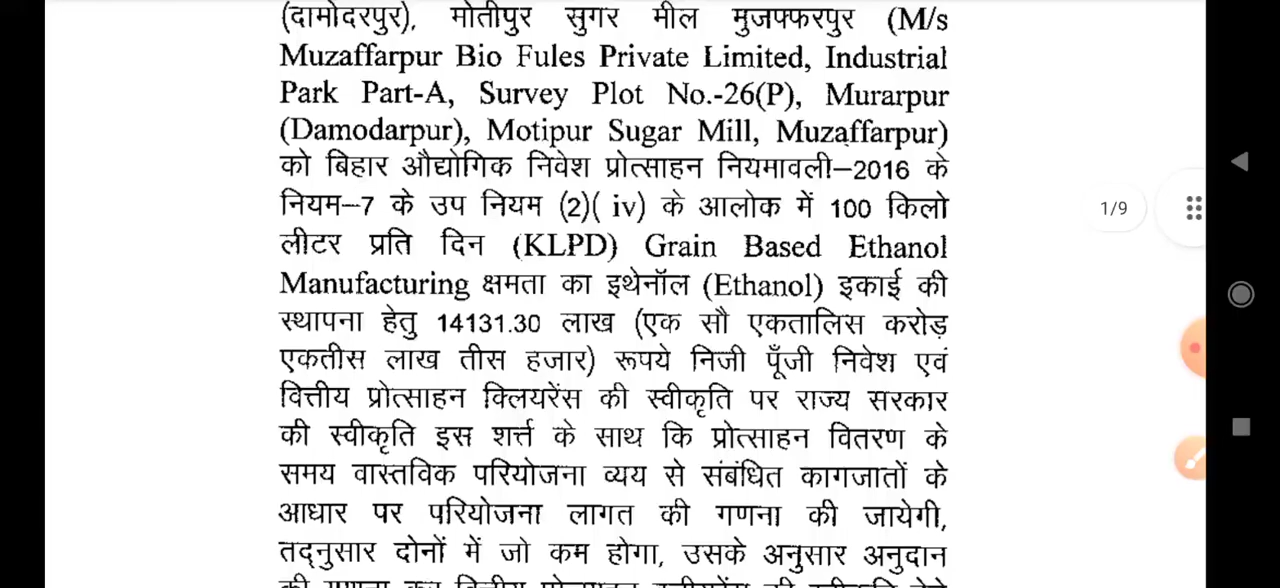 (दामोदरपुर), मोतीपुर सुगर मील मुजफ्फरपुर (M/s
Muzaffarpur Bio Fules Private Limited, Industrial
Park Part-A, Survey Plot No.-26(P), Murarpur
(Damodarpur), Motipur Sugar Mill, Muzaffarpur)
को बिहार औद्योगिक निवेश प्रोत्साहन नियमावली–2016 के
नियम–7 के उप नियम (2)( iv) के आलोक में 100 किलो
लीटर प्रति दिन (KLPD) Grain Based Ethanol
Manufacturing क्षमता का इथेनॉल (Ethanol) इकाई की
स्थापना हेतु 14131.30 लाख (एक सौ एकतालिस करोड़
एकतीस लाख तीस हजार) रूपये निजी पूँजी निवेश एवं
वित्तीय प्रोत्साहन क्लियरेंस की स्वीकृति पर राज्य सरकार
की स्वीकृति इस शर्त्त के साथ कि प्रोत्साहन वितरण के
समय वास्तविक परियोजना व्यय से संबंधित कागजातों के
आधार पर परियोजना लागत की गणना की जायेगी,
तद्नुसार दोनों में जो कम होगा, उसके अनुसार अनुदान
1/9